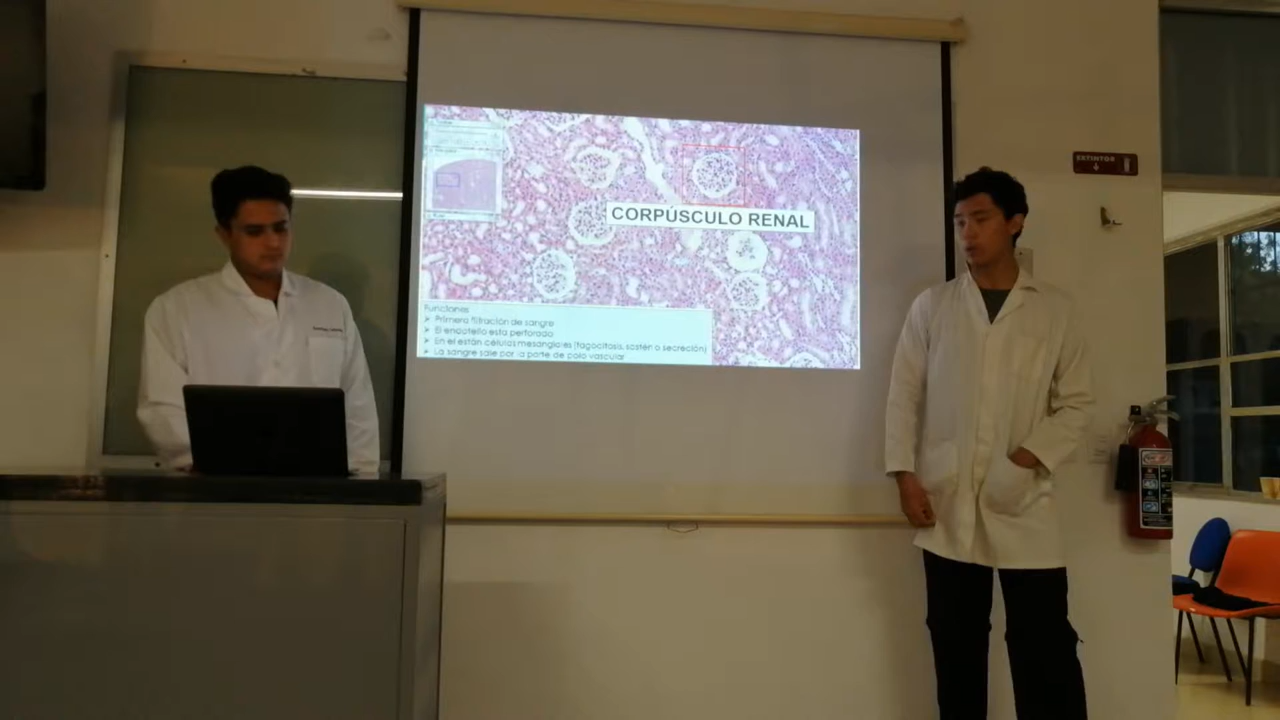 CORPÚSCULO RENAL
Funciones
➤ Primera filtración de sangre
➤ El endotelio esta perforado
➤ En el están células mesangiales (fagocitosis, sostén o secreción)
➤ La sangre sale por la parte de polo vascular
EXTINTOR